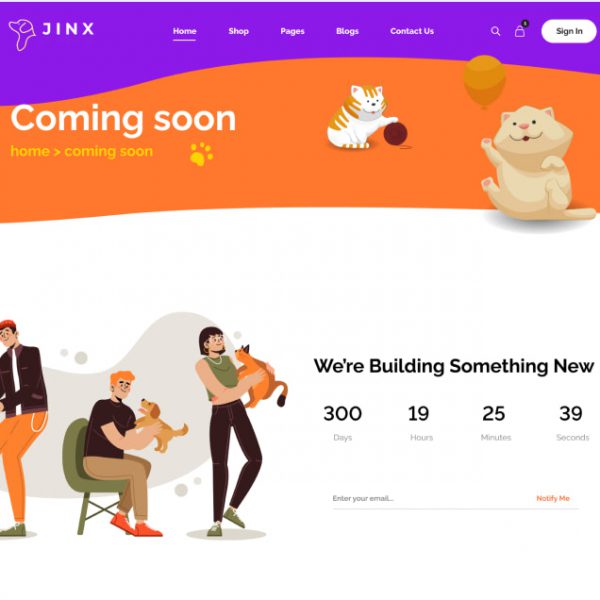 JINX
Home Shop Pages Blogs Contact Us 3 Sign In
Coming soon
home > coming soon
We're Building Something New
300 19 25 39
Days Hours Minutes Seconds
Enter your email... Notify Me